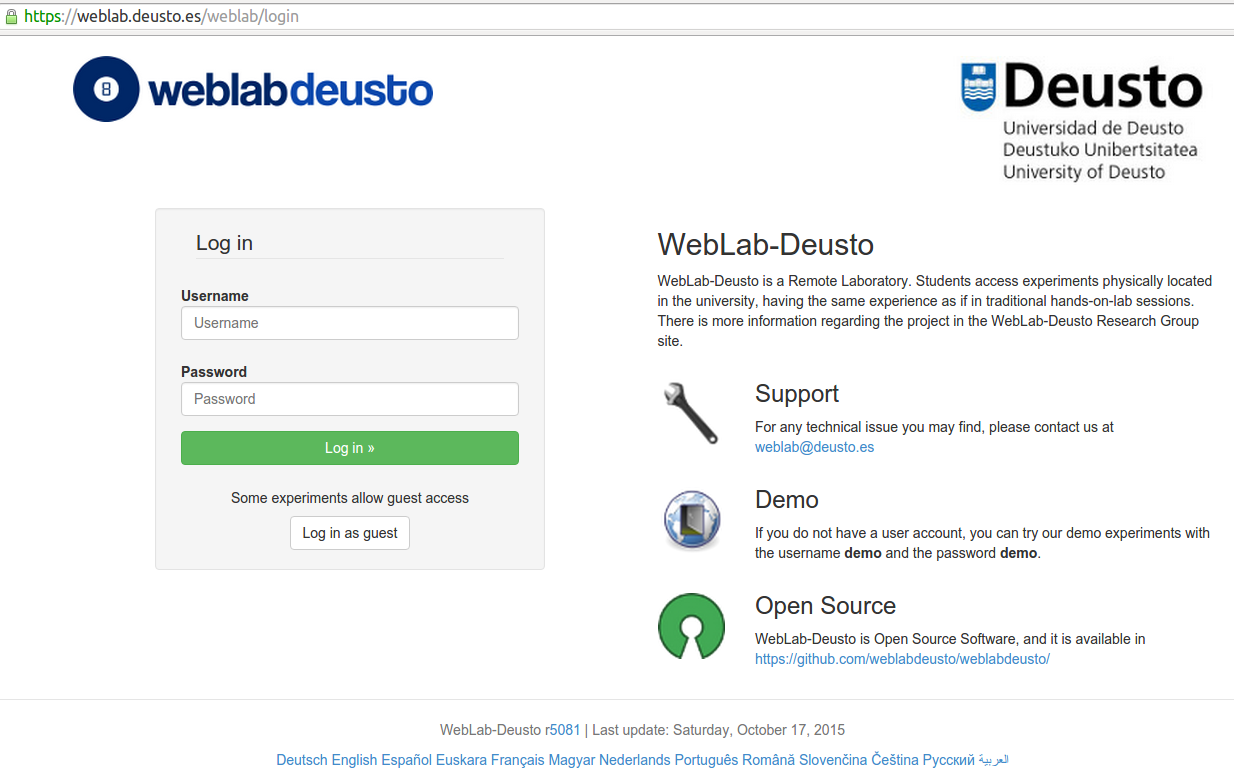 https://weblab.deusto.es/weblab/login
8 weblabdeusto
Deusto
Universidad de Deusto
Deustuko Unibertsitatea
University of Deusto
Log in
Username
Username
Password
Password
Log in »
Some experiments allow guest access
Log in as guest
WebLab-Deusto
WebLab-Deusto is a Remote Laboratory. Students access experiments physically located
in the university, having the same experience as if in traditional hands-on-lab sessions.
There is more information regarding the project in the WebLab-Deusto Research Group
site.
Support
For any technical issue you may find, please contact us at
weblab@deusto.es
Demo
If you do not have a user account, you can try our demo experiments with
the username demo and the password demo.
Open Source
WebLab-Deusto is Open Source Software, and it is available in
https://github.com/weblabdeusto/weblabdeusto/
WebLab-Deusto r5081 | Last update: Saturday, October 17, 2015
Deutsch English Español Euskara Français Magyar Nederlands Português Română Slovenčina Čeština Русский العربية